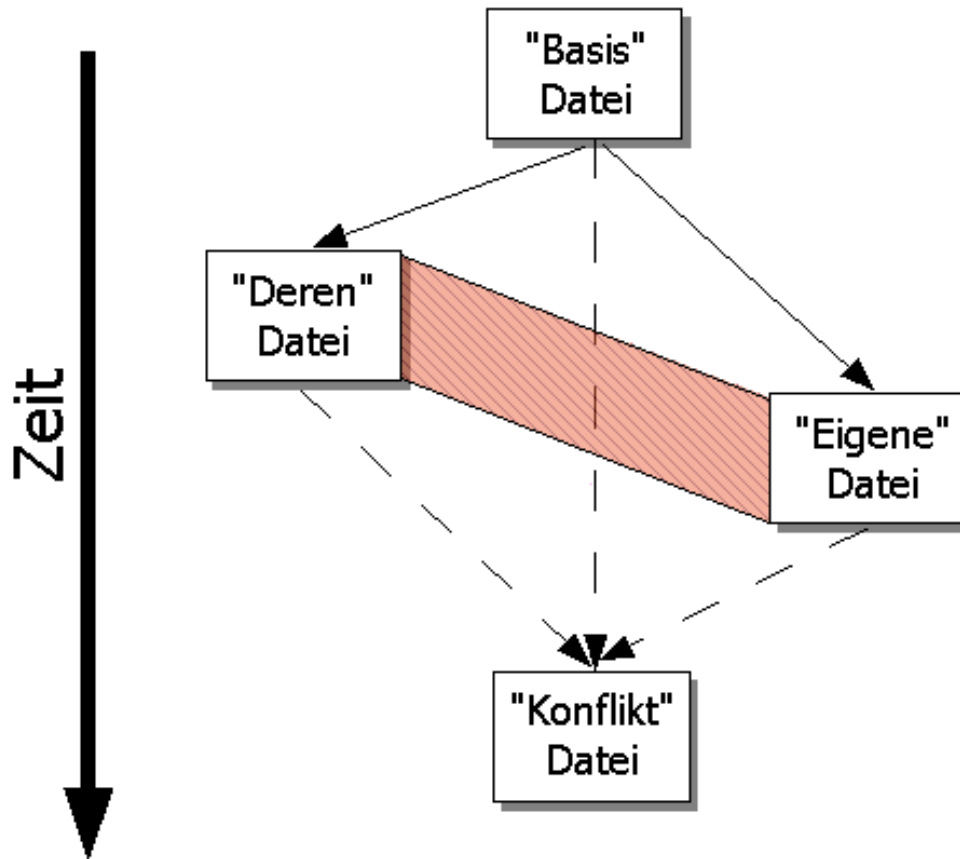 "Basis"
Datei
"Deren"
Datei
Zeit
"Eigene"
Datei
"Konflikt"
Datei